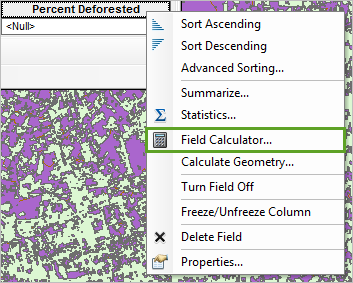 Percent Deforested
<Null>
Sort Ascending
Sort Descending
Advanced Sorting...
Summarize...
Σ Statistics...
Field Calculator...
Calculate Geometry...
Turn Field Off
Freeze/Unfreeze Column
Delete Field
Properties...